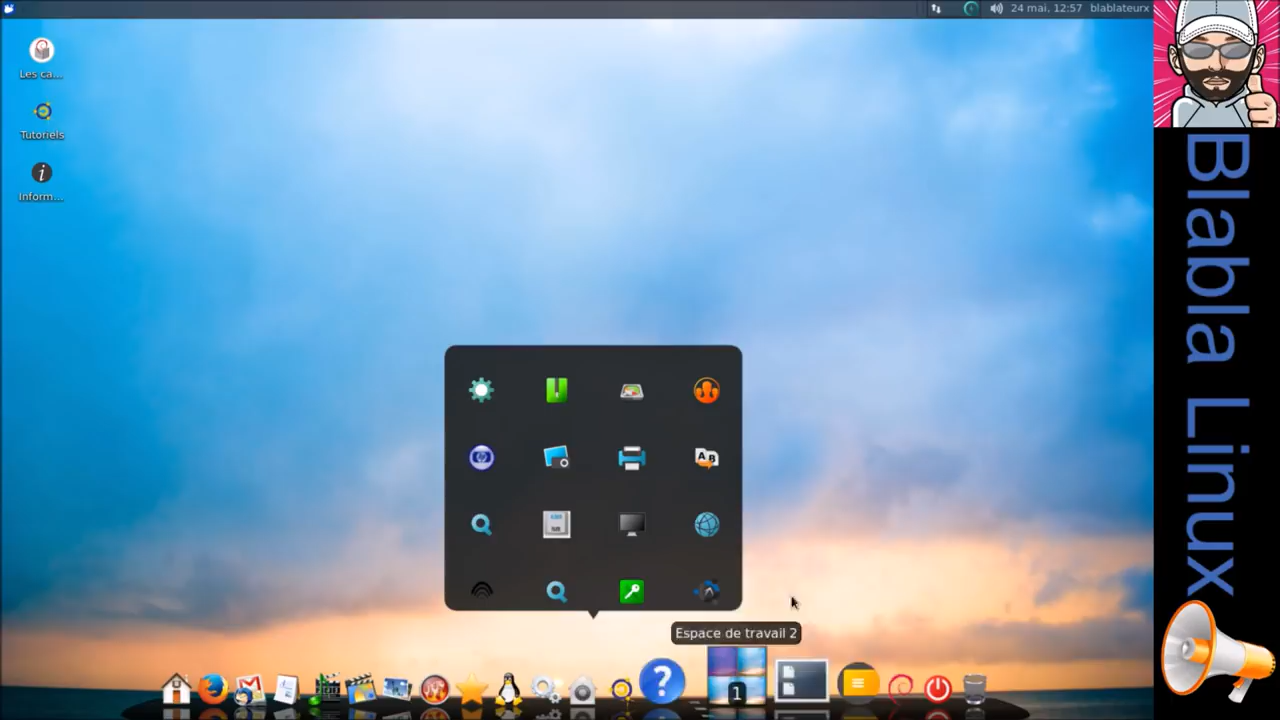 24 mai, 12:57 blablateurx
Les ca...
Tutoriels
Inform...
A B
Espace de travail 2
1
Blabla Linux